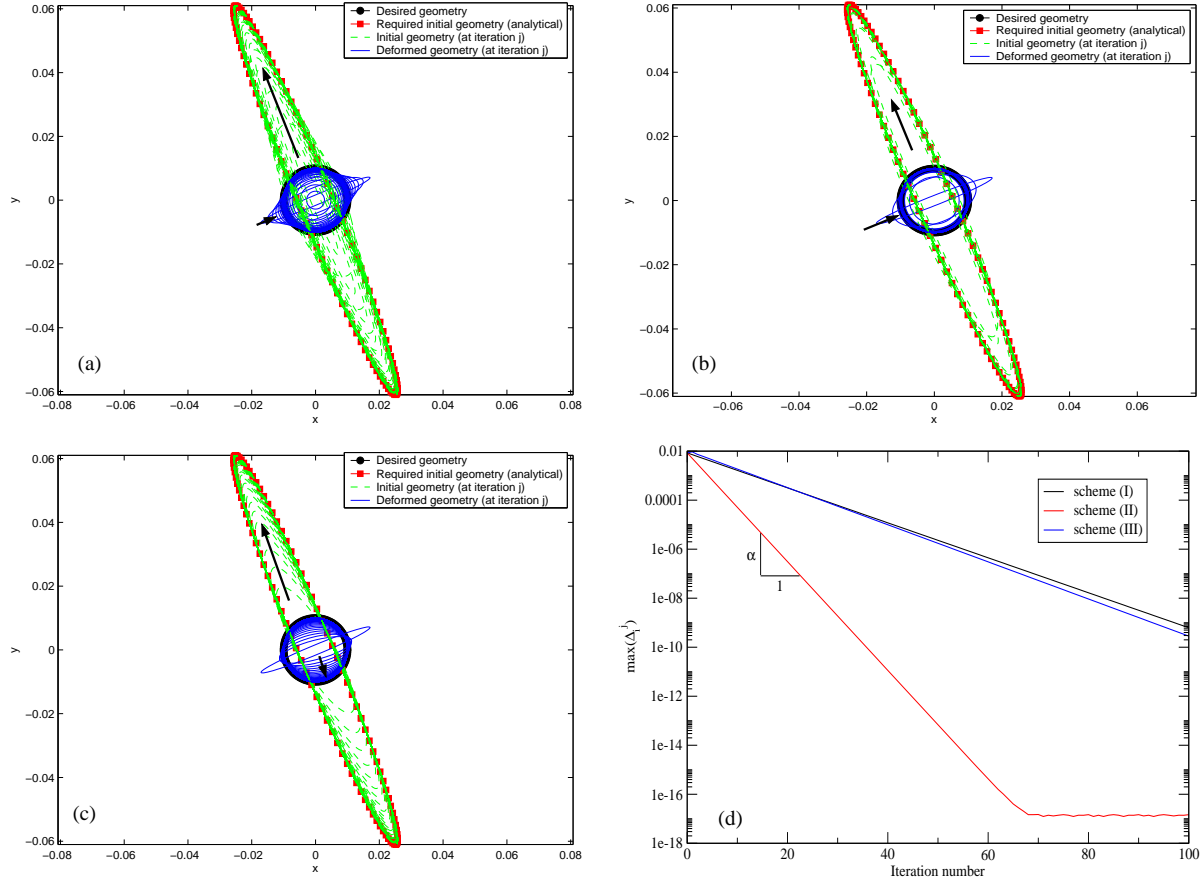 Desired geometry
Required initial geometry (analytical)
Initial geometry (at iteration j)
Deformed geometry (at iteration j)
0.06
0.04
0.02
0
−0.02
−0.04
−0.06
y
(a)
−0.08 −0.06 −0.04 −0.02 0 0.02 0.04 0.06 0.08
x
Desired geometry
Required initial geometry (analytical)
Initial geometry (at iteration j)
Deformed geometry (at iteration j)
0.06
0.04
0.02
0
−0.02
−0.04
−0.06
y
(b)
−0.06 −0.04 −0.02 0 0.02 0.04 0.06
x
Desired geometry
Required initial geometry (analytical)
Initial geometry (at iteration j)
Deformed geometry (at iteration j)
0.06
0.04
0.02
0
−0.02
−0.04
−0.06
y
(c)
−0.08 −0.06 −0.04 −0.02 0 0.02 0.04 0.06 0.08
x
0.01
0.0001
1e-06
1e-08
1e-10
1e-12
1e-14
1e-16
1e-18
max(Δᵢʲ)
scheme (I)
scheme (II)
scheme (III)
α
1
(d)
0 20 40 60 80 100
Iteration number